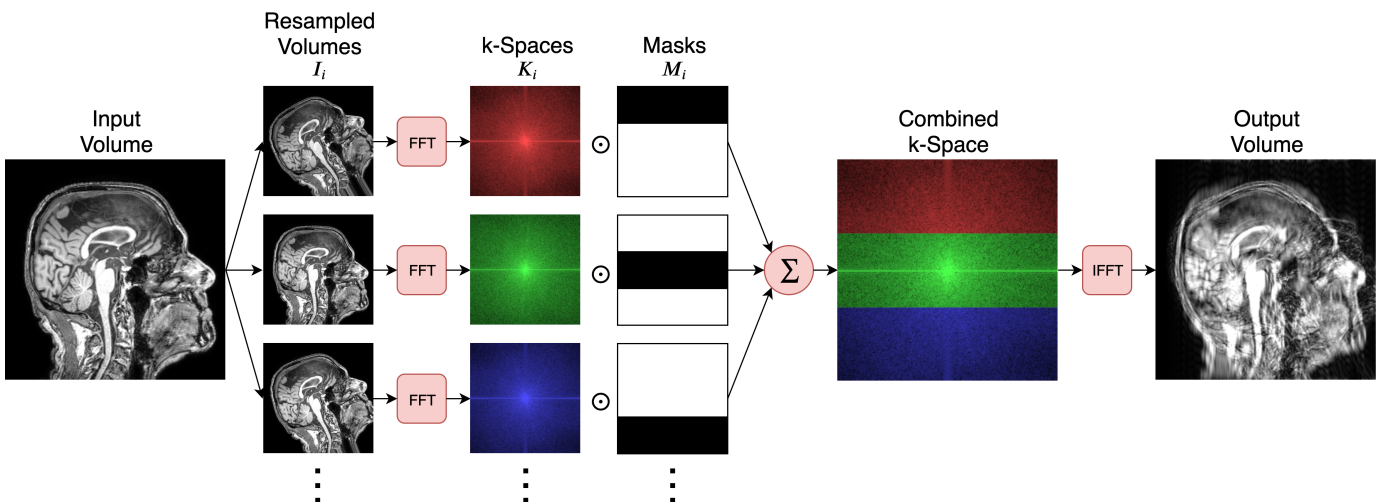 Input
Volume
Resampled
Volumes
I_i
k-Spaces
K_i
Masks
M_i
FFT
⊙
FFT
⊙
FFT
⊙
Σ
Combined
k-Space
IFFT
Output
Volume